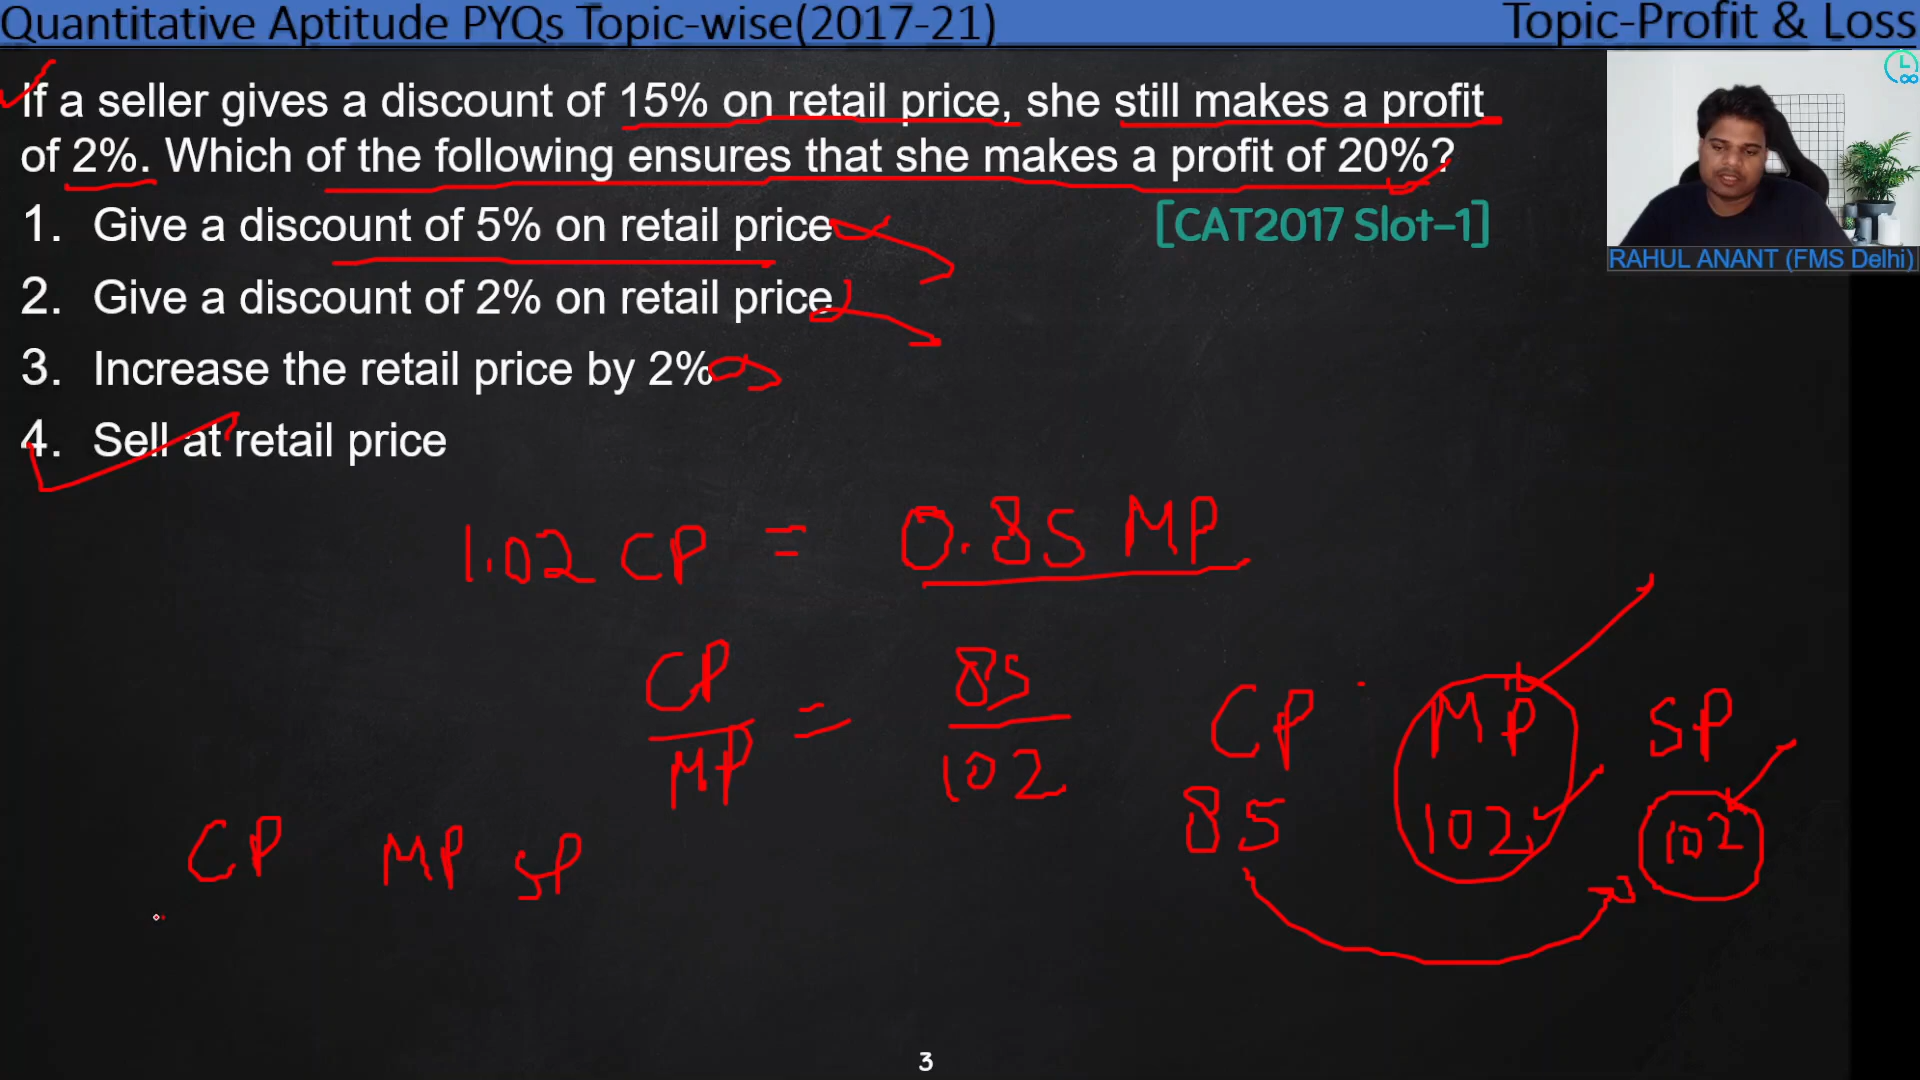 Quantitative Aptitude PYQs Topic-wise(2017-21)
Topic-Profit & Loss
If a seller gives a discount of 15% on retail price, she still makes a profit
of 2%. Which of the following ensures that she makes a profit of 20%?
1. Give a discount of 5% on retail price
[CAT2017 Slot-1]
RAHUL ANANT (FMS Delhi)
2. Give a discount of 2% on retail price
3. Increase the retail price by 2%
4. Sell at retail price
1.02 CP = 0.85 MP
CP/MP = 85/102
CP MP SP
85 102 102
CP MP SP
3